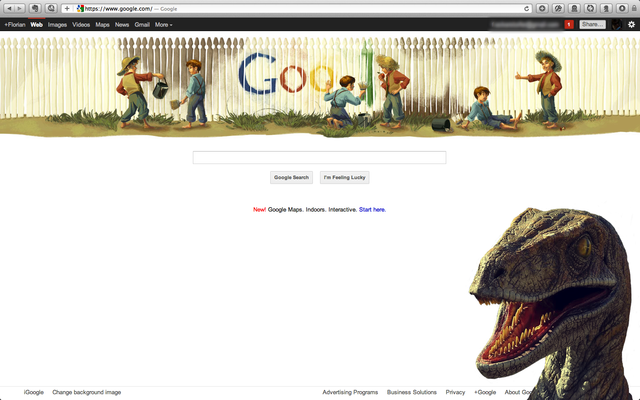 https://www.google.com/ — Google
+Florian Web Images Videos Maps News Gmail More
1 Share...
Goo l
Google Search I'm Feeling Lucky
New! Google Maps. Indoors. Interactive. Start here.
iGoogle Change background image Advertising Programs Business Solutions Privacy +Google About